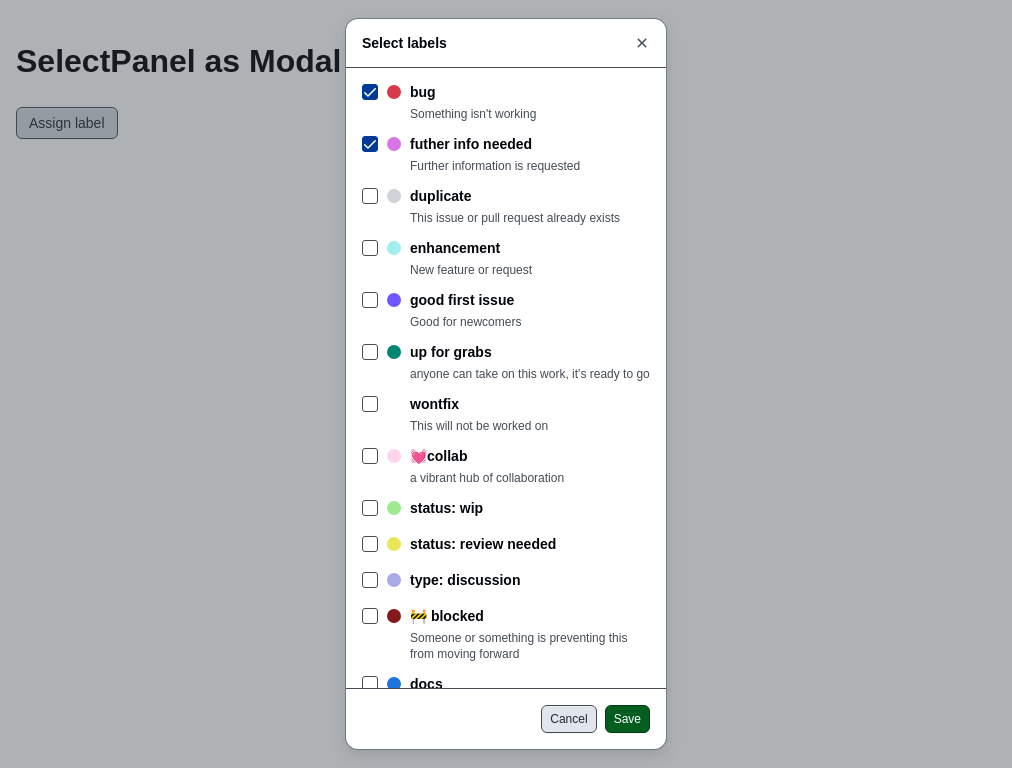 SelectPanel as Modal
Assign label
Select labels
bug
Something isn't working
futher info needed
Further information is requested
duplicate
This issue or pull request already exists
enhancement
New feature or request
good first issue
Good for newcomers
up for grabs
anyone can take on this work, it's ready to go
wontfix
This will not be worked on
💓collab
a vibrant hub of collaboration
status: wip
status: review needed
type: discussion
🚧 blocked
Someone or something is preventing this
from moving forward
docs
Cancel
Save